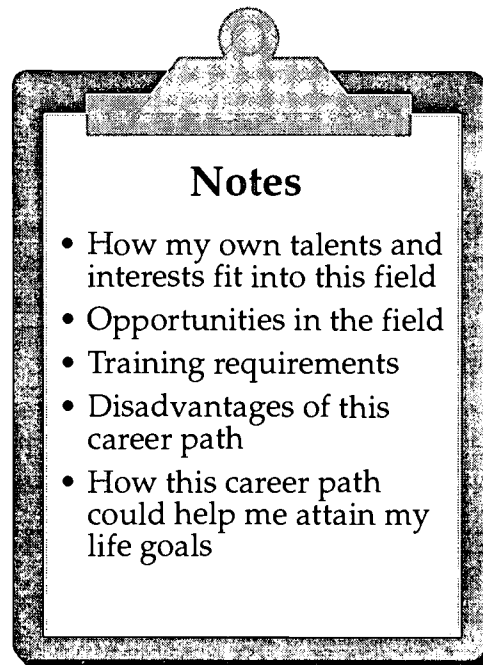 Notes
• How my own talents and
interests fit into this field
• Opportunities in the field
• Training requirements
• Disadvantages of this
career path
• How this career path
could help me attain my
life goals